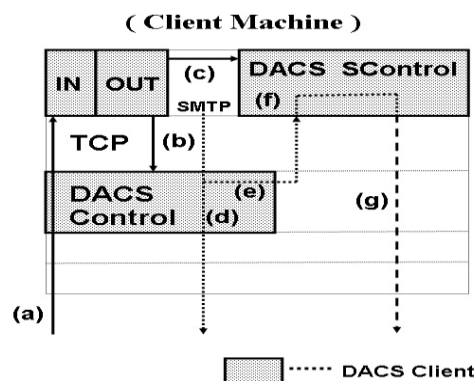 ( Client Machine )
IN OUT (c) DACS SControl
SMTP (f)
TCP (b)
DACS Control (d) (e)
(g)
(a)
DACS Client